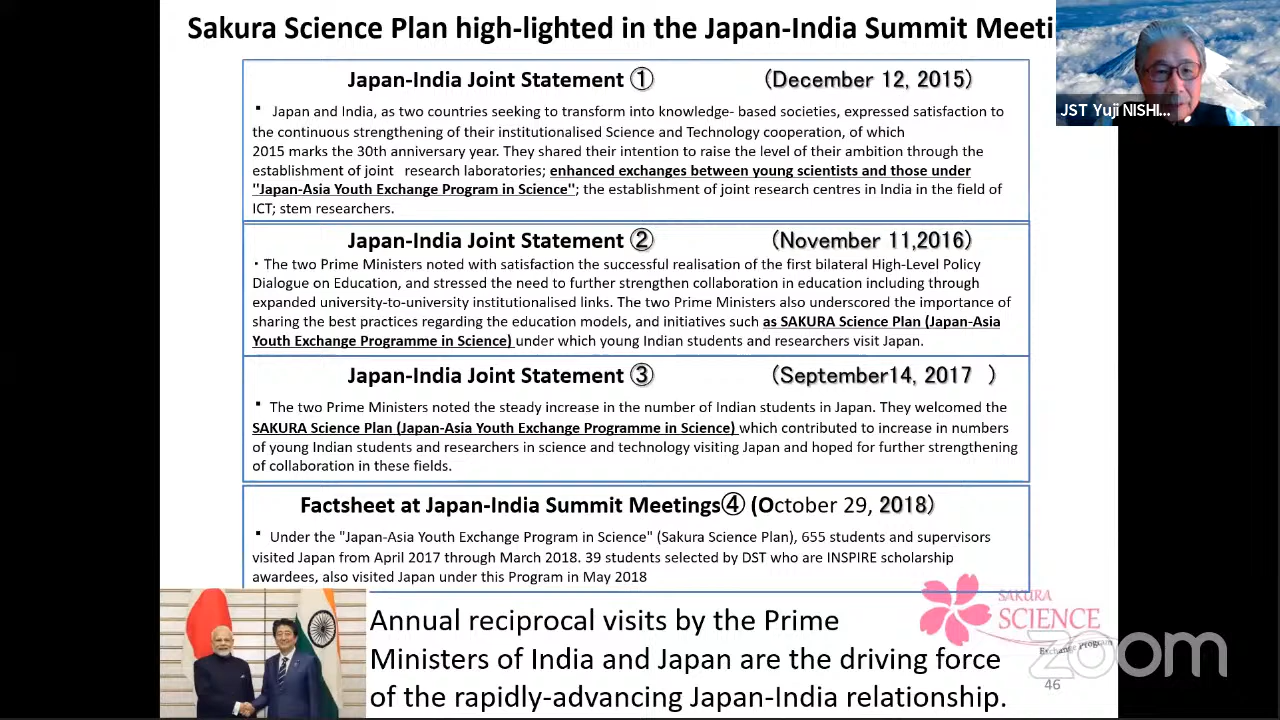 Sakura Science Plan high-lighted in the Japan-India Summit Meeti
JST Yuji NISHI...
Japan-India Joint Statement ① (December 12, 2015)
▪ Japan and India, as two countries seeking to transform into knowledge- based societies, expressed satisfaction to
the continuous strengthening of their institutionalised Science and Technology cooperation, of which
2015 marks the 30th anniversary year. They shared their intention to raise the level of their ambition through the
establishment of joint research laboratories; enhanced exchanges between young scientists and those under
"Japan-Asia Youth Exchange Program in Science"; the establishment of joint research centres in India in the field of
ICT; stem researchers.
Japan-India Joint Statement ② (November 11,2016)
・The two Prime Ministers noted with satisfaction the successful realisation of the first bilateral High-Level Policy
Dialogue on Education, and stressed the need to further strengthen collaboration in education including through
expanded university-to-university institutionalised links. The two Prime Ministers also underscored the importance of
sharing the best practices regarding the education models, and initiatives such as SAKURA Science Plan (Japan-Asia
Youth Exchange Programme in Science) under which young Indian students and researchers visit Japan.
Japan-India Joint Statement ③ (September14, 2017 )
▪ The two Prime Ministers noted the steady increase in the number of Indian students in Japan. They welcomed the
SAKURA Science Plan (Japan-Asia Youth Exchange Programme in Science) which contributed to increase in numbers
of young Indian students and researchers in science and technology visiting Japan and hoped for further strengthening
of collaboration in these fields.
Factsheet at Japan-India Summit Meetings④ (October 29, 2018)
▪ Under the "Japan-Asia Youth Exchange Program in Science" (Sakura Science Plan), 655 students and supervisors
visited Japan from April 2017 through March 2018. 39 students selected by DST who are INSPIRE scholarship
awardees, also visited Japan under this Program in May 2018
Annual reciprocal visits by the Prime
Ministers of India and Japan are the driving force
of the rapidly-advancing Japan-India relationship.
SAKURA
SCIENCE
Exchange Program
zoom
46